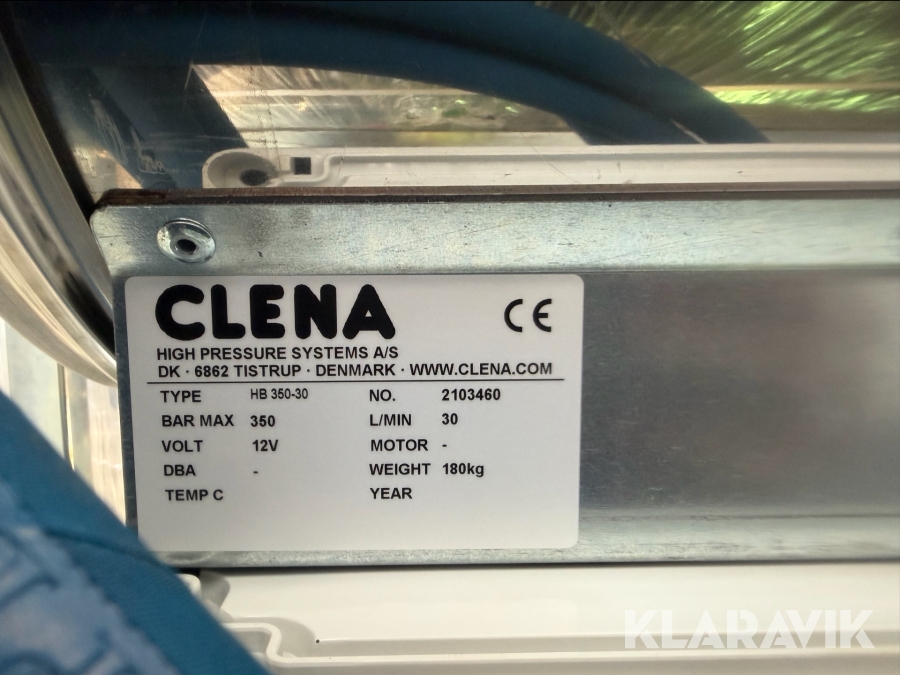 CLENA CE
HIGH PRESSURE SYSTEMS A/S
DK · 6862 TISTRUP · DENMARK · WWW.CLENA.COM
TYPE HB 350-30 NO. 2103460
BAR MAX 350 L/MIN 30
VOLT 12V MOTOR -
DBA - WEIGHT 180kg
TEMP C YEAR
KLARAVIK